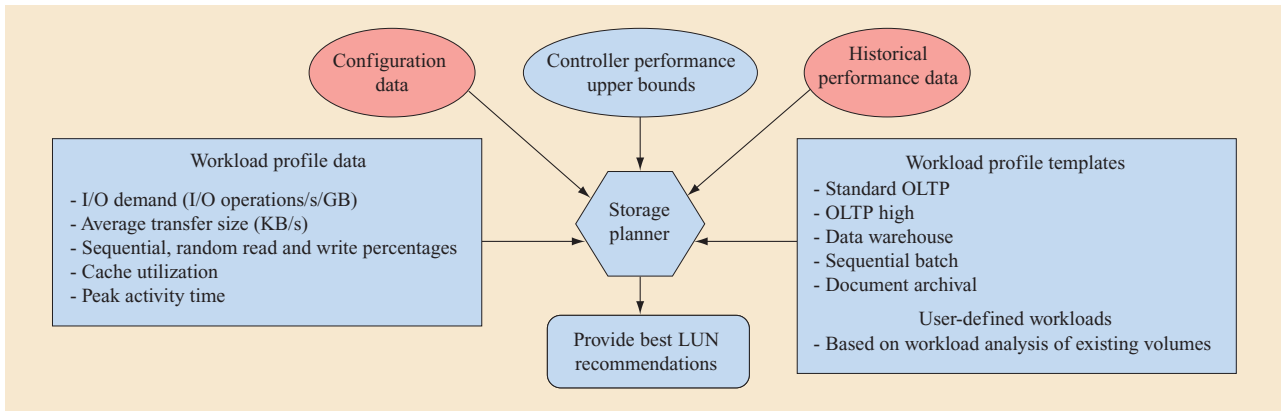 Configuration
data
Controller performance
upper bounds
Historical
performance data
Workload profile data
- I/O demand (I/O operations/s/GB)
- Average transfer size (KB/s)
- Sequential, random read and write percentages
- Cache utilization
- Peak activity time
Storage
planner
Workload profile templates
- Standard OLTP
- OLTP high
- Data warehouse
- Sequential batch
- Document archival
User-defined workloads
- Based on workload analysis of existing volumes
Provide best LUN
recommendations